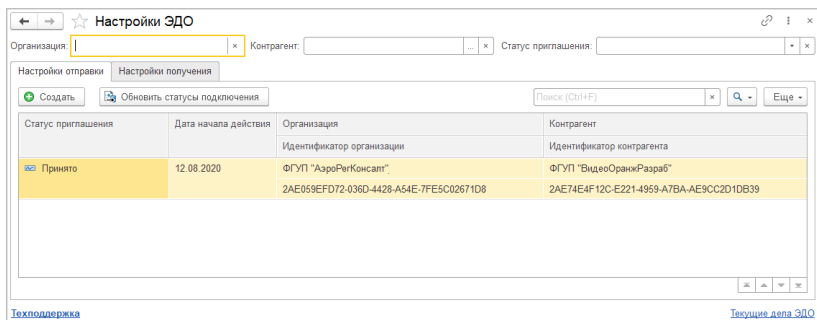 Настройки ЭДО
Организация: Контрагент: Статус приглашения:
Настройки отправки Настройки получения
Создать Обновить статусы подключения Поиск (Ctrl+F) Еще
Статус приглашения Дата начала действия Организация Контрагент
Идентификатор организации Идентификатор контрагента
Принято 12.08.2020 ФГУП "АэроРегКонсалт" ФГУП "ВидеоОранжРазраб"
2AE059EFD72-036D-4428-A54E-7FE5C02671D8 2AE74E4F12C-E221-4959-A7BA-AE9CC2D1DB39
Техподдержка Текущие дела ЭДО